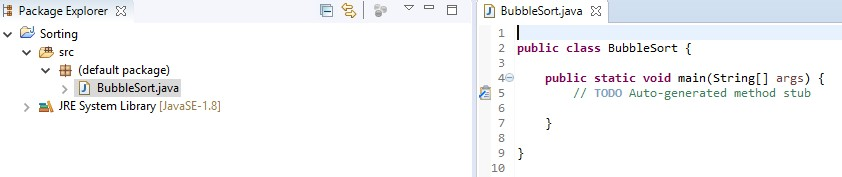 Package Explorer
Sorting
src
(default package)
BubbleSort.java
JRE System Library [JavaSE-1.8]
BubbleSort.java
1
2 public class BubbleSort {
3
4 public static void main(String[] args) {
5 // TODO Auto-generated method stub
6
7 }
8
9 }
10